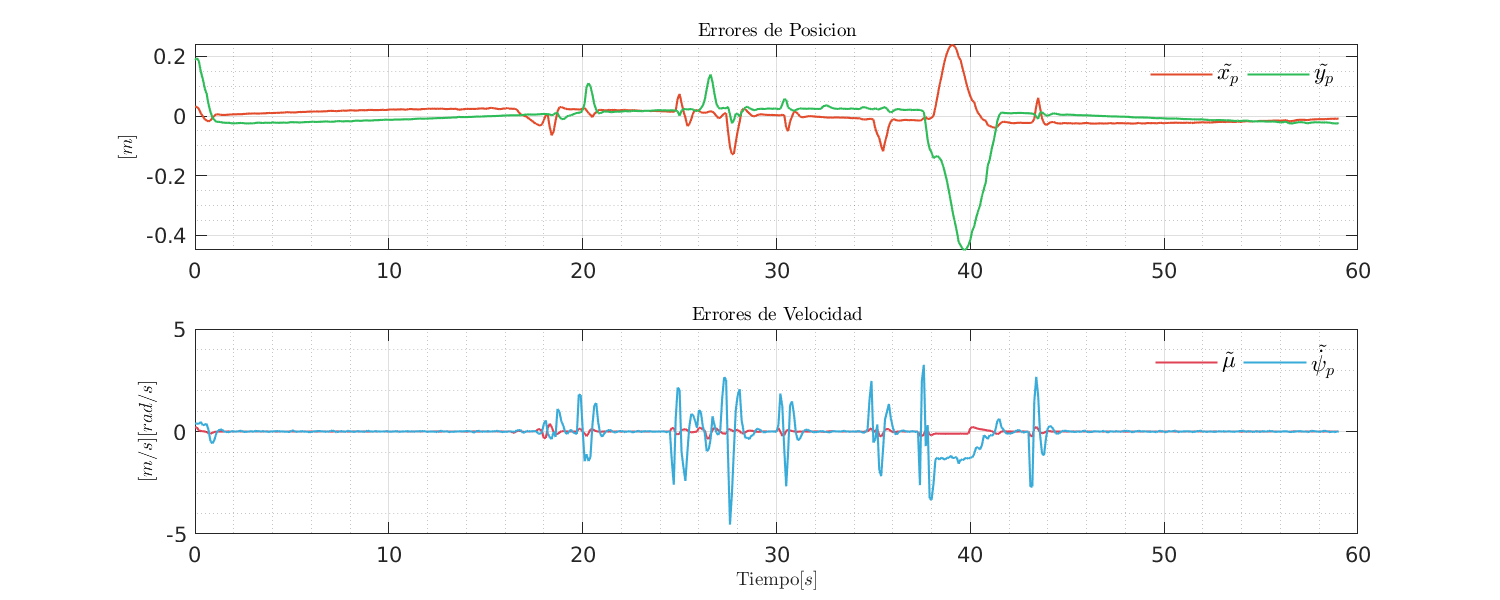 Errores de Posicion
0.2
0
-0.2
-0.4
[m]
x̃_p ỹ_p
0 10 20 30 40 50 60
Errores de Velocidad
5
0
-5
[m/s][rad/s]
μ̃ ψ̇̃_p
0 10 20 30 40 50 60
Tiempo[s]